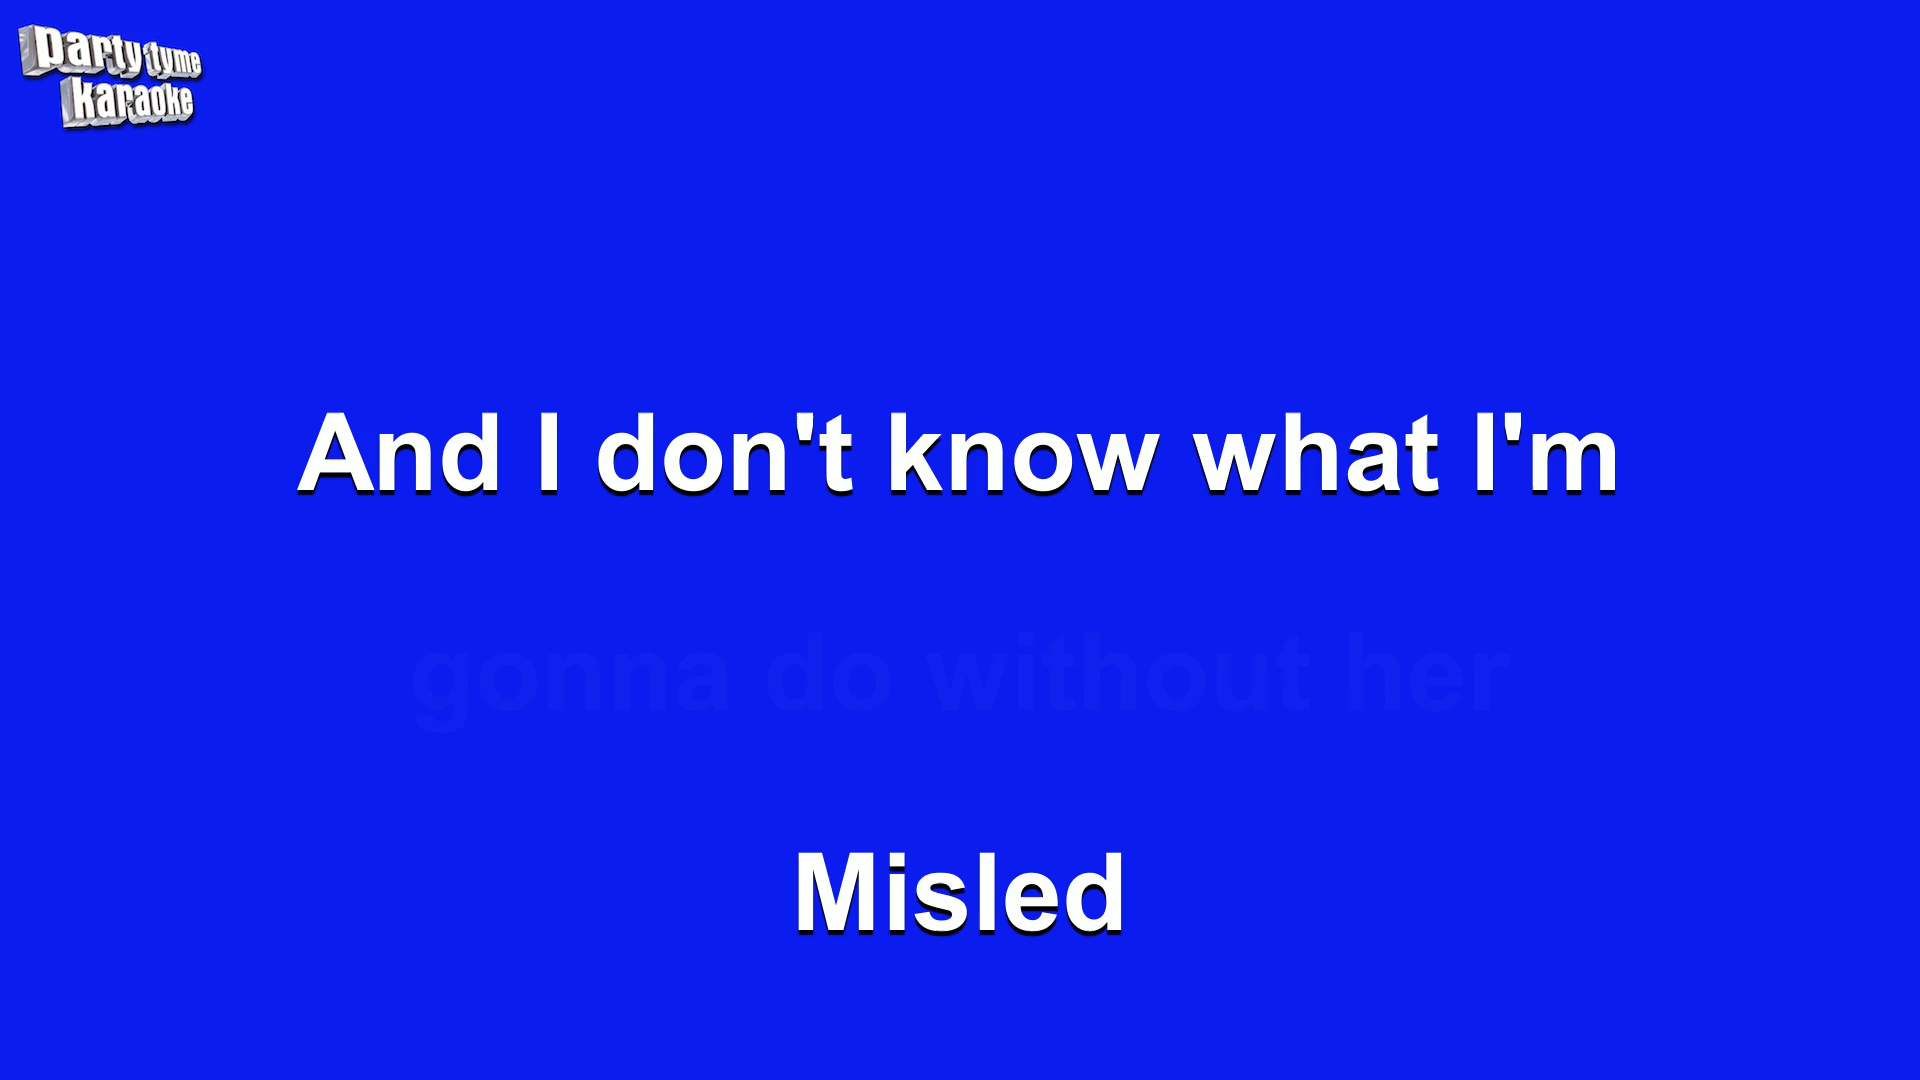 party tyme
karaoke
And I don't know what I'm
gonna do without her
Misled